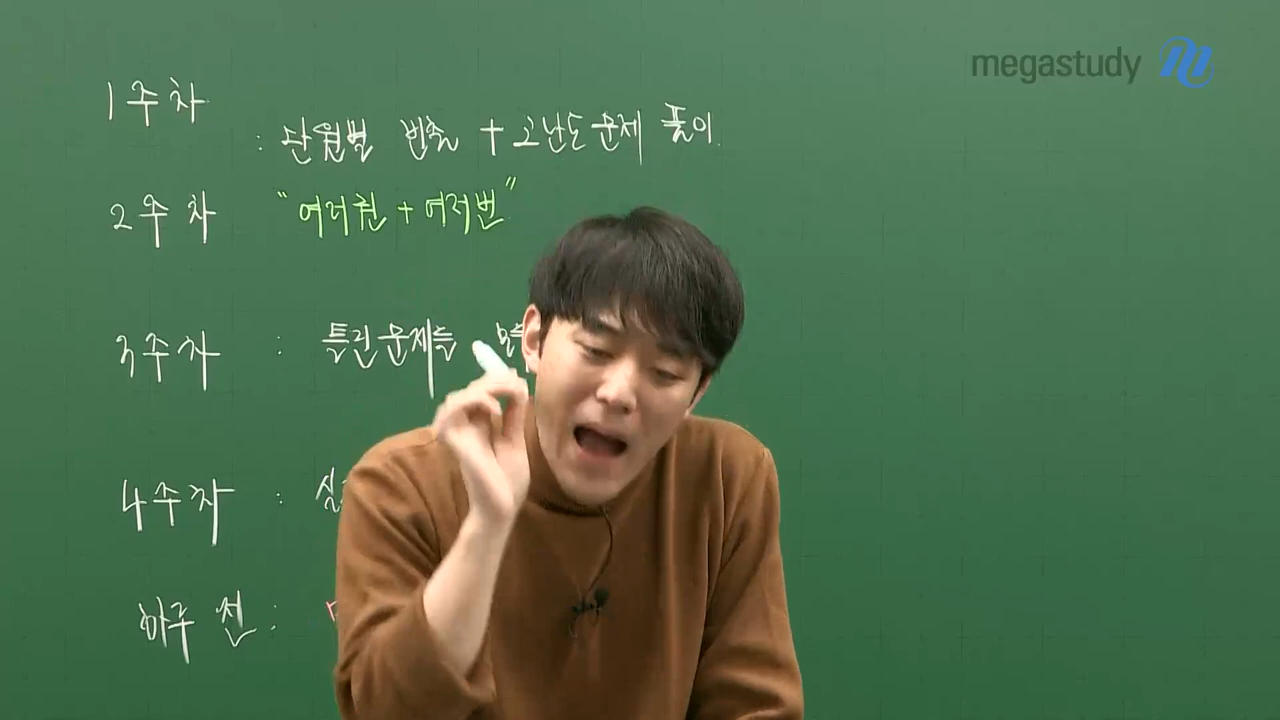 megastudy
1주차
: 단원별 빈출 + 고난도 문제 풀이.
2주차 "여러권 + 여러번"
3주차 : 틀린 문제들
4주차 :
하루 전 :